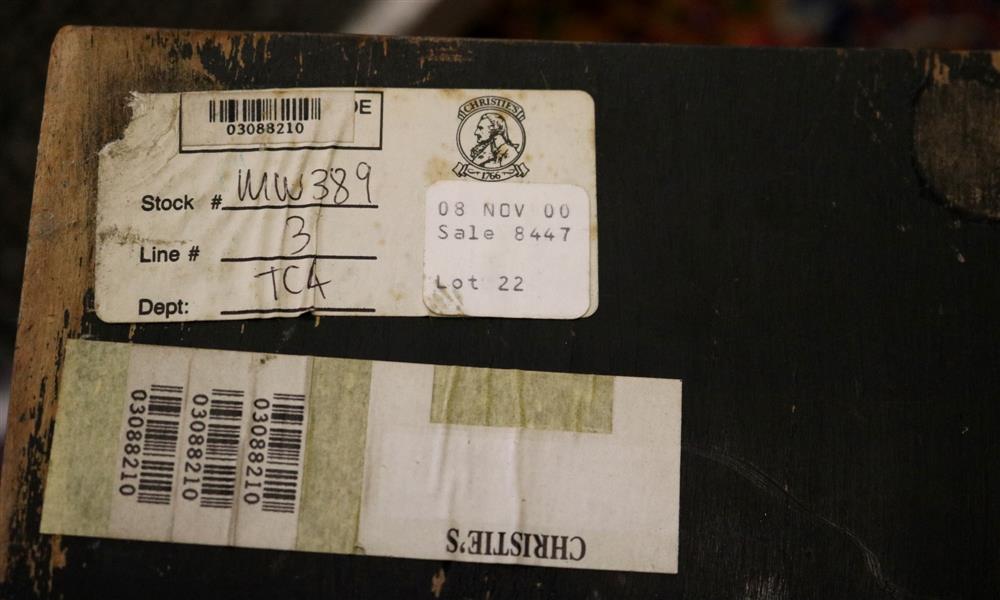 DE
03088210
CHRISTIE'S
1766
Stock # MW389
Line # 3
Dept: TC4
08 NOV 00
Sale 8447
Lot 22
03088210
03088210
03088210
CHRISTIE'S